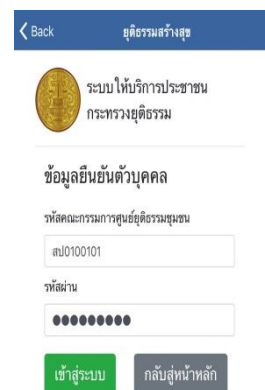 Back ยุติธรรมสร้างสุข
ระบบ ให้บริการประชาชน
กระทรวงยุติธรรม
ข้อมูลยืนยันตัวบุคคล
รหัสคณะกรรมการศูนย์ยุติธรรมชุมชน
สป0100101
รหัสผ่าน
●●●●●●●●●
เข้าสู่ระบบ กลับสู่หน้าหลัก